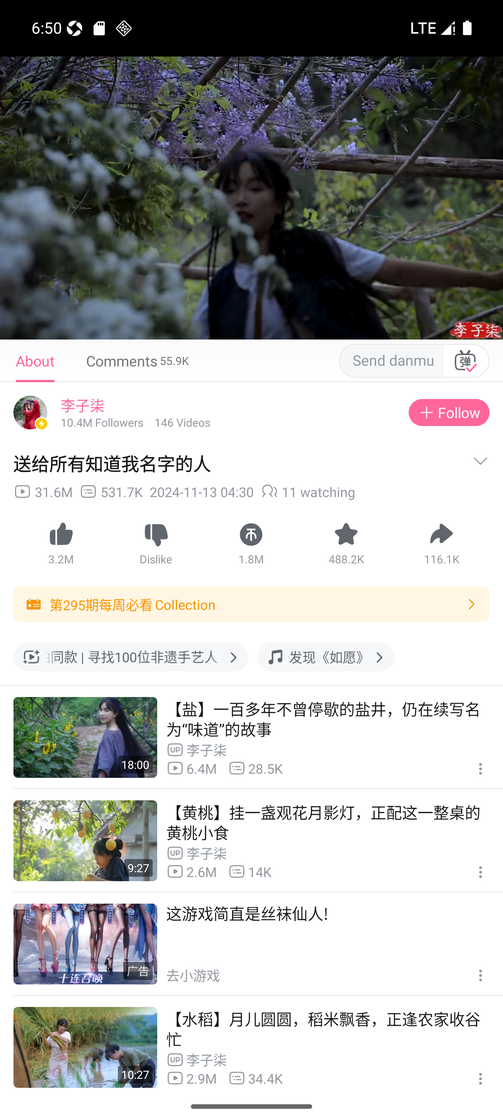 6:50
LTE
李子柒
About
Comments 55.9K
Send danmu
弹
李子柒
10.4M Followers 146 Videos
+ Follow
送给所有知道我名字的人
31.6M 531.7K 2024-11-13 04:30 11 watching
3.2M
Dislike
1.8M
488.2K
116.1K
第295期每周必看 Collection
同款 | 寻找100位非遗手艺人
发现《如愿》
18:00
【盐】一百多年不曾停歇的盐井，仍在续写名
为“味道”的故事
UP 李子柒
6.4M 28.5K
9:27
【黄桃】挂一盏观花月影灯，正配这一整桌的
黄桃小食
UP 李子柒
2.6M 14K
十连召唤
广告
这游戏简直是丝袜仙人!
去小游戏
10:27
【水稻】月儿圆圆，稻米飘香，正逢农家收谷
忙
UP 李子柒
2.9M 34.4K